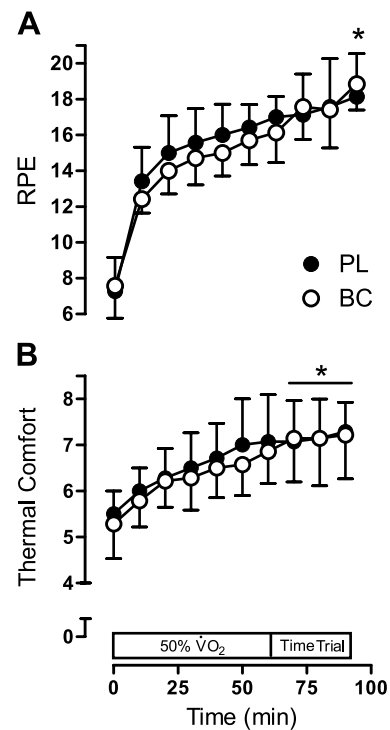 A
*
20
18
16
14
12
10
8
6
RPE
PL
BC
B
*
8
7
6
5
4
0
Thermal Comfort
50% V̇O₂
Time Trial
0 25 50 75 100
Time (min)